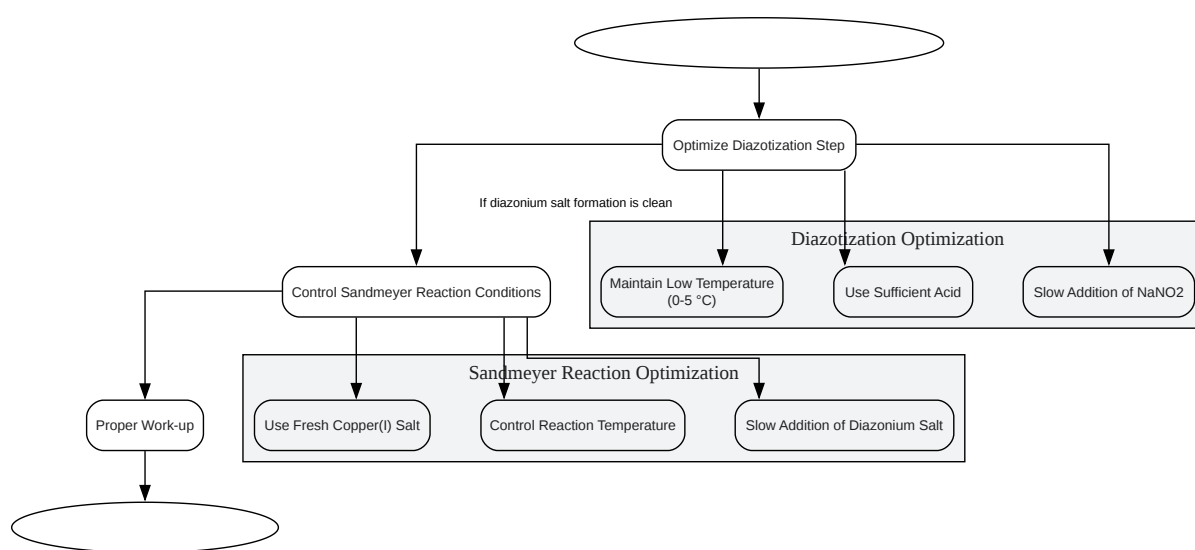 Optimize Diazotization Step
If diazonium salt formation is clean
Diazotization Optimization
Maintain Low Temperature
(0-5 °C)
Use Sufficient Acid
Slow Addition of NaNO2
Control Sandmeyer Reaction Conditions
Sandmeyer Reaction Optimization
Proper Work-up
Use Fresh Copper(I) Salt
Control Reaction Temperature
Slow Addition of Diazonium Salt